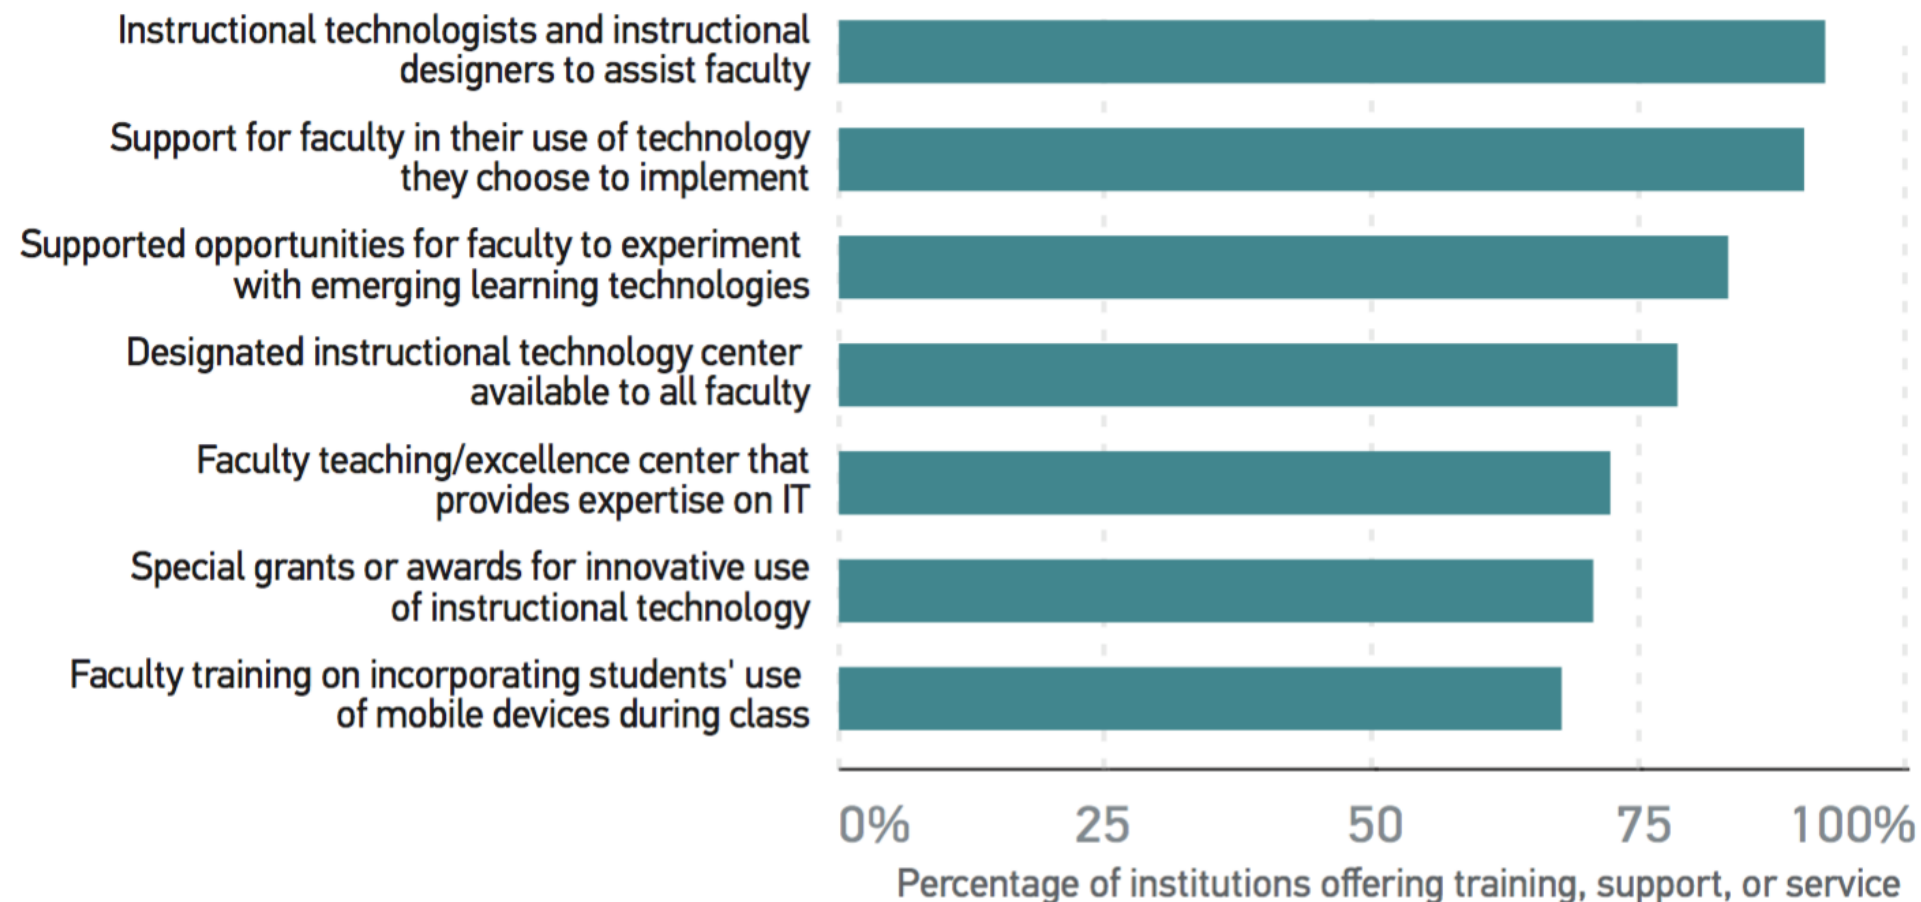 Instructional technologists and instructional
designers to assist faculty
Support for faculty in their use of technology
they choose to implement
Supported opportunities for faculty to experiment
with emerging learning technologies
Designated instructional technology center
available to all faculty
Faculty teaching/excellence center that
provides expertise on IT
Special grants or awards for innovative use
of instructional technology
Faculty training on incorporating students' use
of mobile devices during class
0% 25 50 75 100%
Percentage of institutions offering training, support, or service